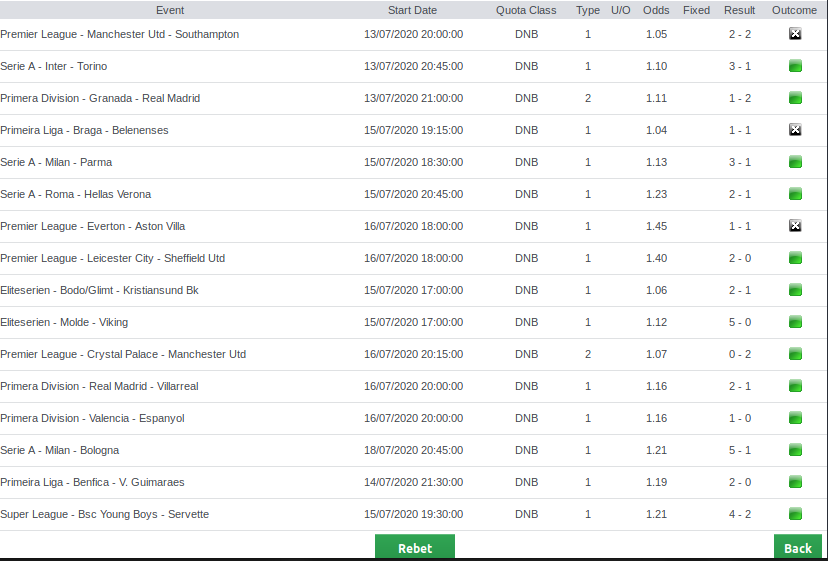 Event Start Date Quota Class Type U/O Odds Fixed Result Outcome
Premier League - Manchester Utd - Southampton 13/07/2020 20:00:00 DNB 1 1.05 2 - 2
Serie A - Inter - Torino 13/07/2020 20:45:00 DNB 1 1.10 3 - 1
Primera Division - Granada - Real Madrid 13/07/2020 21:00:00 DNB 2 1.11 1 - 2
Primeira Liga - Braga - Belenenses 15/07/2020 19:15:00 DNB 1 1.04 1 - 1
Serie A - Milan - Parma 15/07/2020 18:30:00 DNB 1 1.13 3 - 1
Serie A - Roma - Hellas Verona 15/07/2020 20:45:00 DNB 1 1.23 2 - 1
Premier League - Everton - Aston Villa 16/07/2020 18:00:00 DNB 1 1.45 1 - 1
Premier League - Leicester City - Sheffield Utd 16/07/2020 18:00:00 DNB 1 1.40 2 - 0
Eliteserien - Bodo/Glimt - Kristiansund Bk 15/07/2020 17:00:00 DNB 1 1.06 2 - 1
Eliteserien - Molde - Viking 15/07/2020 17:00:00 DNB 1 1.12 5 - 0
Premier League - Crystal Palace - Manchester Utd 16/07/2020 20:15:00 DNB 2 1.07 0 - 2
Primera Division - Real Madrid - Villarreal 16/07/2020 20:00:00 DNB 1 1.16 2 - 1
Primera Division - Valencia - Espanyol 16/07/2020 20:00:00 DNB 1 1.16 1 - 0
Serie A - Milan - Bologna 18/07/2020 20:45:00 DNB 1 1.21 5 - 1
Primeira Liga - Benfica - V. Guimaraes 14/07/2020 21:30:00 DNB 1 1.19 2 - 0
Super League - Bsc Young Boys - Servette 15/07/2020 19:30:00 DNB 1 1.21 4 - 2
Rebet Back